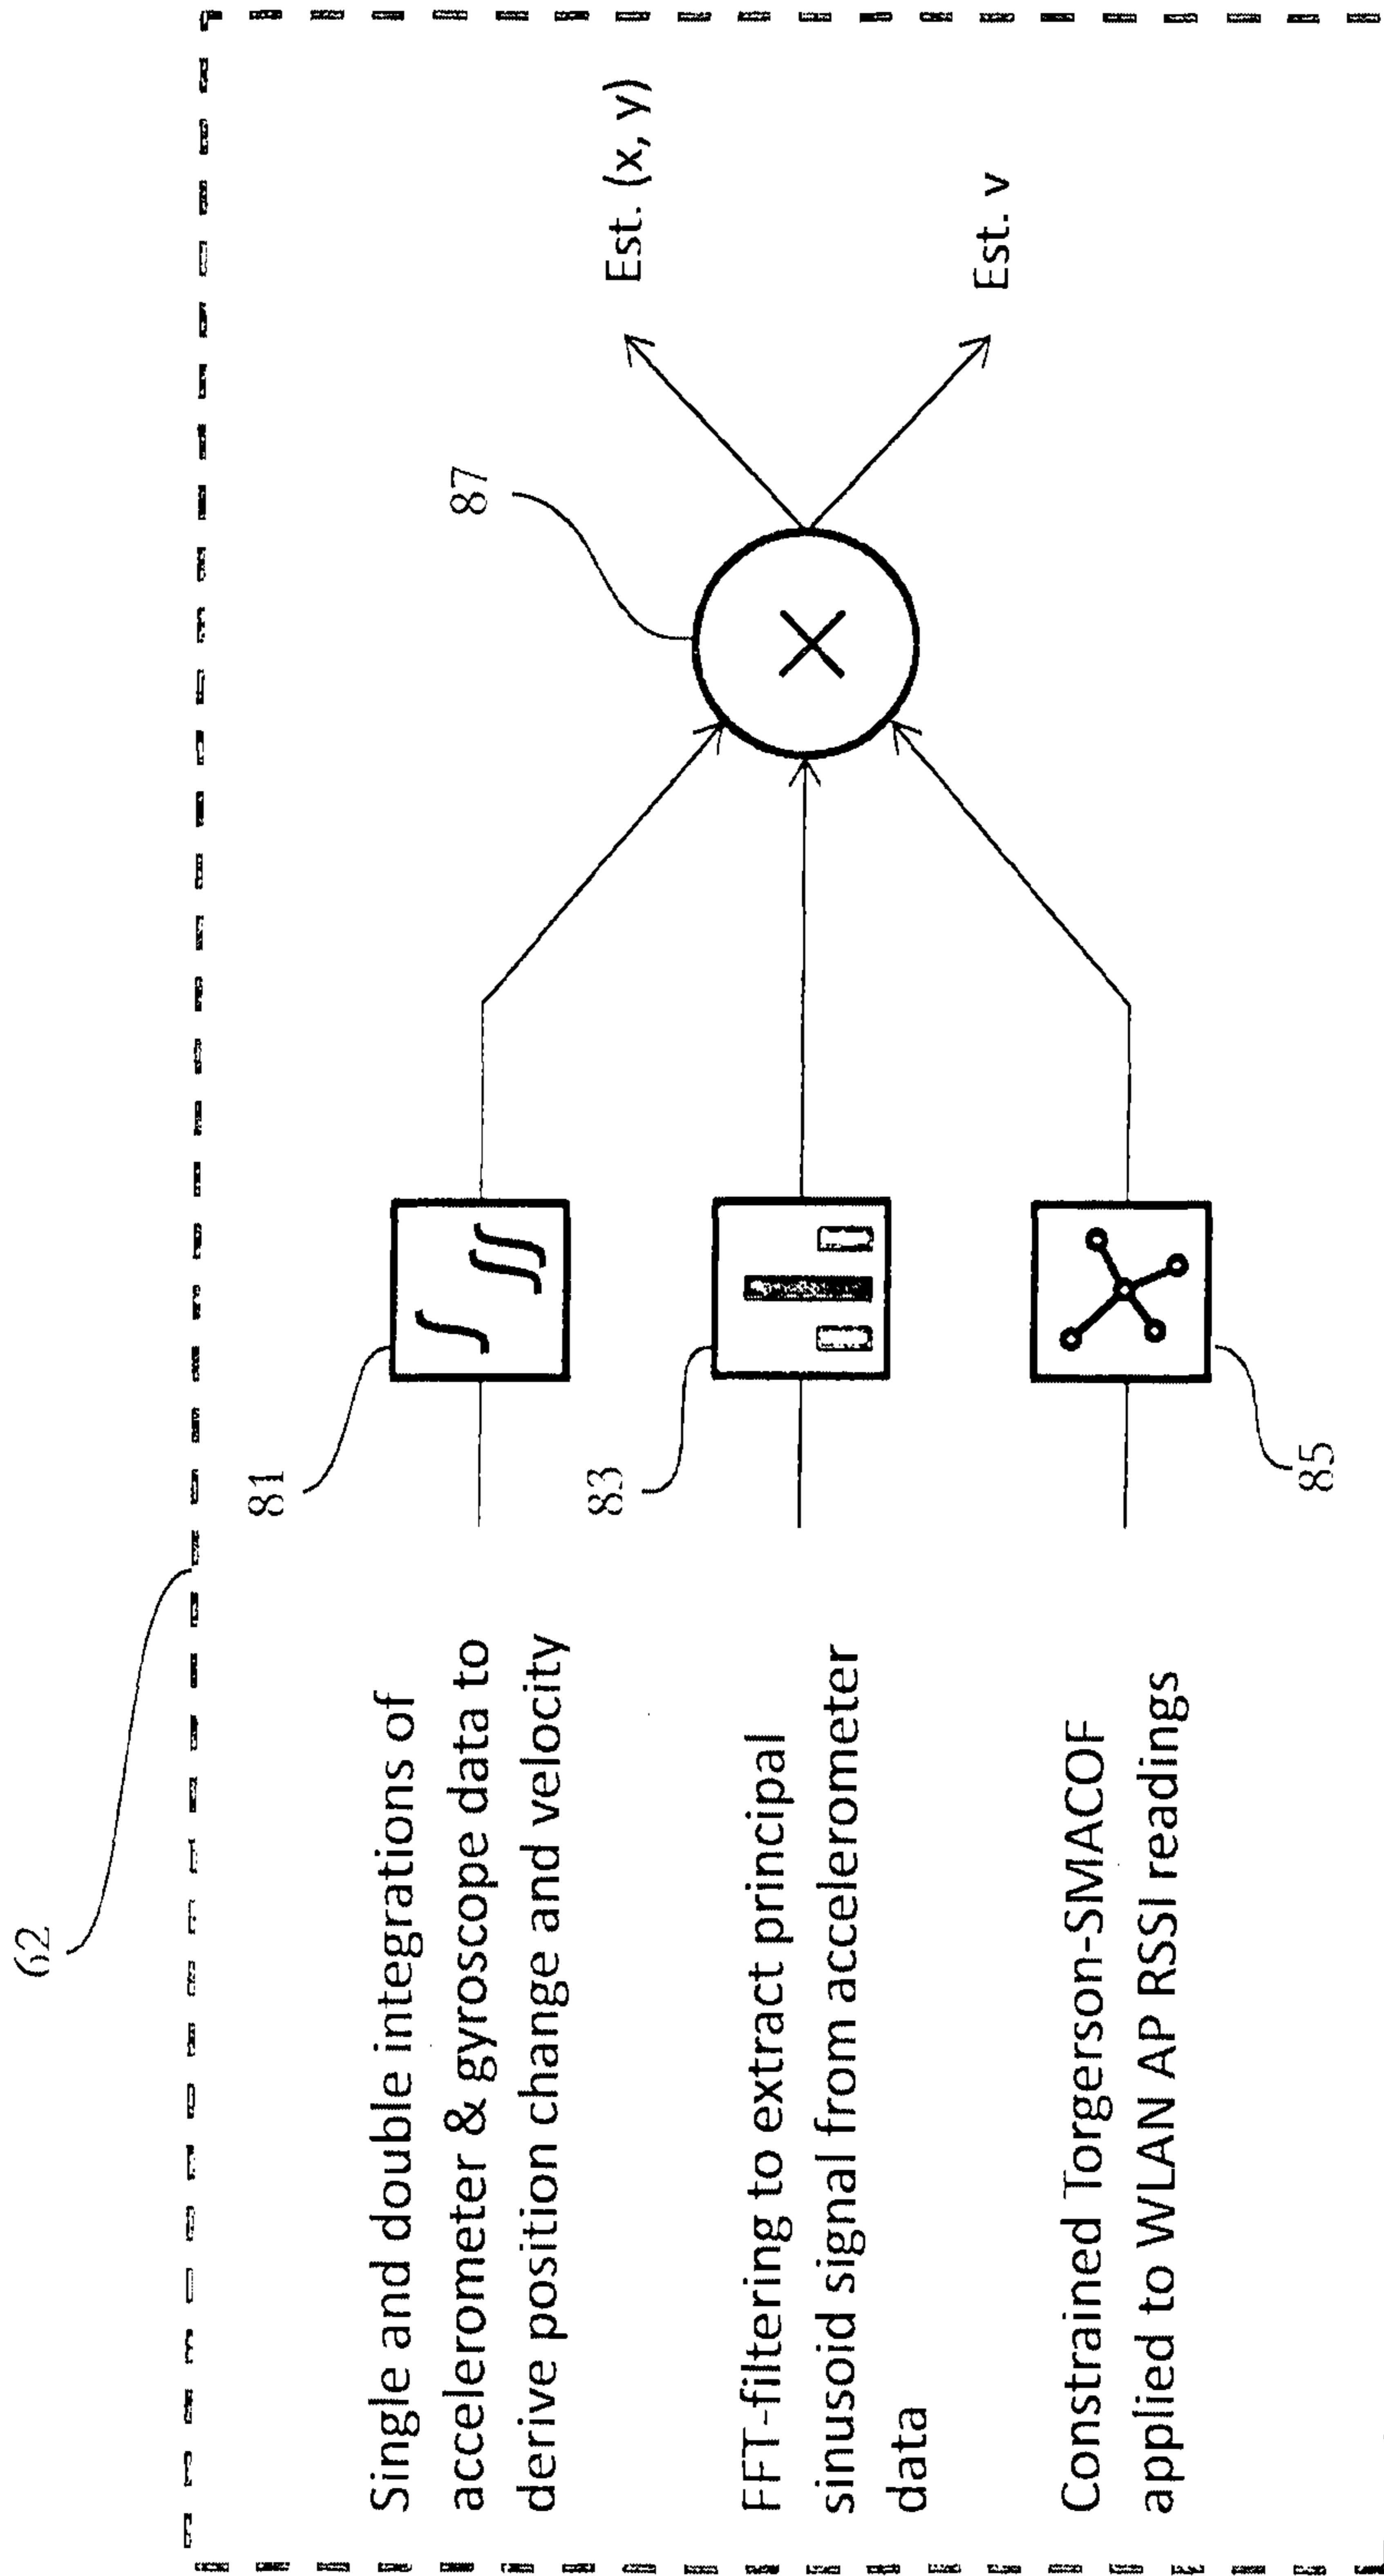 62
81
Single and double integrations of
accelerometer & gyroscope data to
derive position change and velocity
83
FFT-filtering to extract principal
sinusoid signal from accelerometer
data
85
Constrained Torgerson-SMACOF
applied to WLAN AP RSSI readings
87
×
Est. (x, y)
Est. v